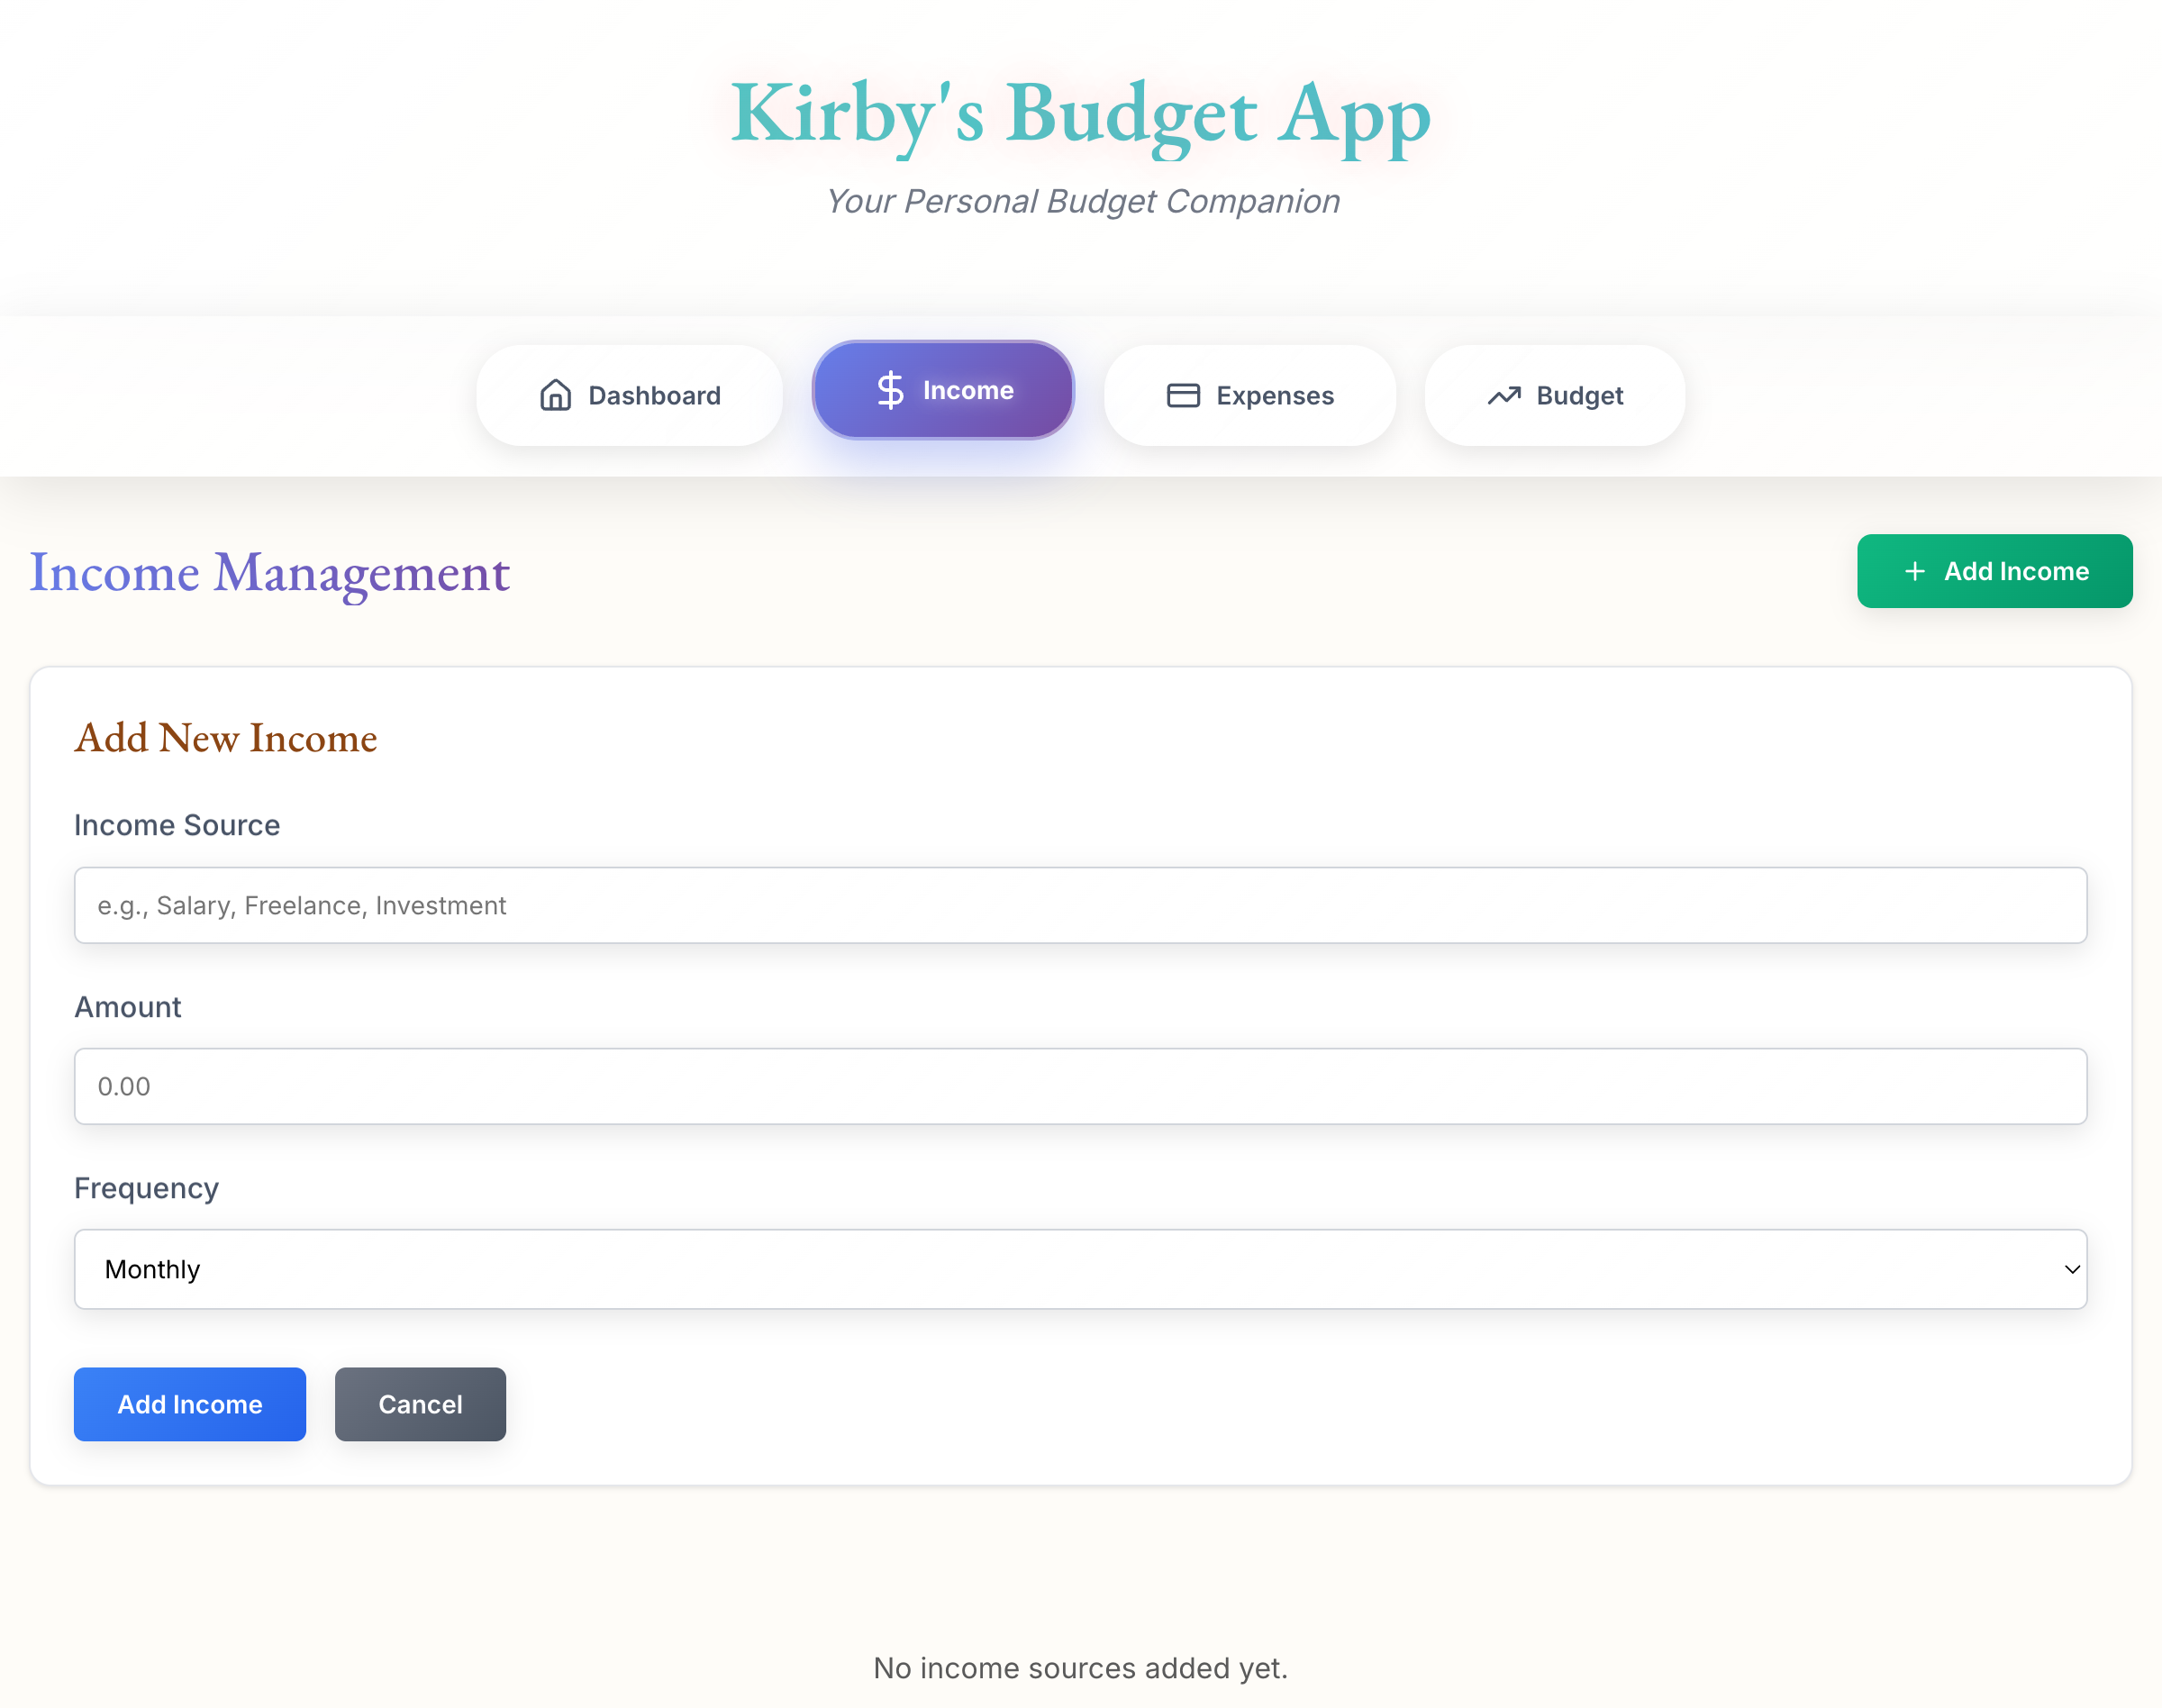 Kirby's Budget App
Your Personal Budget Companion
Dashboard
Income
Expenses
Budget
Income Management
Add Income
Add New Income
Income Source
e.g., Salary, Freelance, Investment
Amount
0.00
Frequency
Monthly
Add Income
Cancel
No income sources added yet.